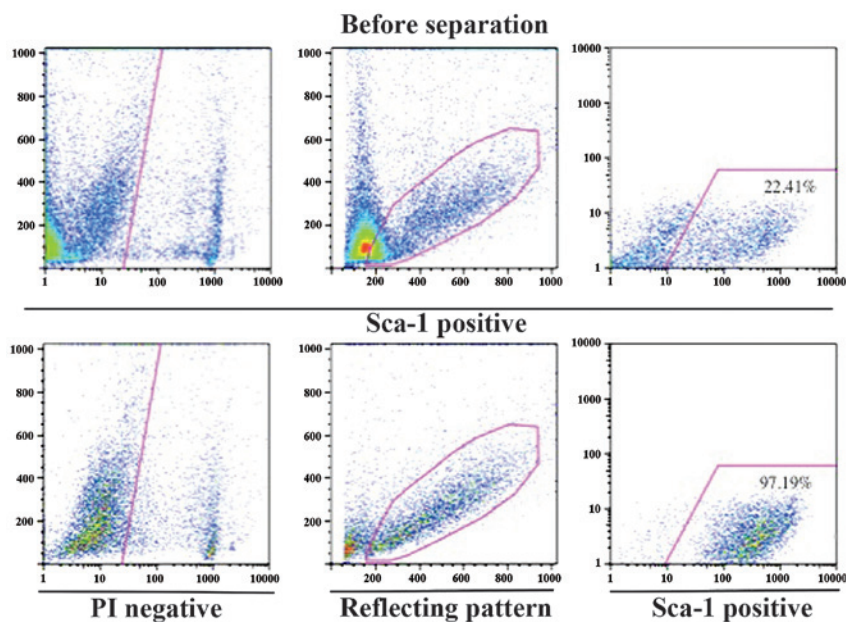 Before separation
1000 1000 10000
800 800 1000
600 600 100
400 400 22.41%
200 200 10
1
1 10 100 1000 10000 200 400 600 800 1000 1 10 100 1000 10000
Sca-1 positive
1000 1000 10000
800 800 1000
600 600 100
400 400 97.19%
200 200 10
1
1 10 100 1000 10000 200 400 600 800 1000 1 10 100 1000 10000
PI negative Reflecting pattern Sca-1 positive